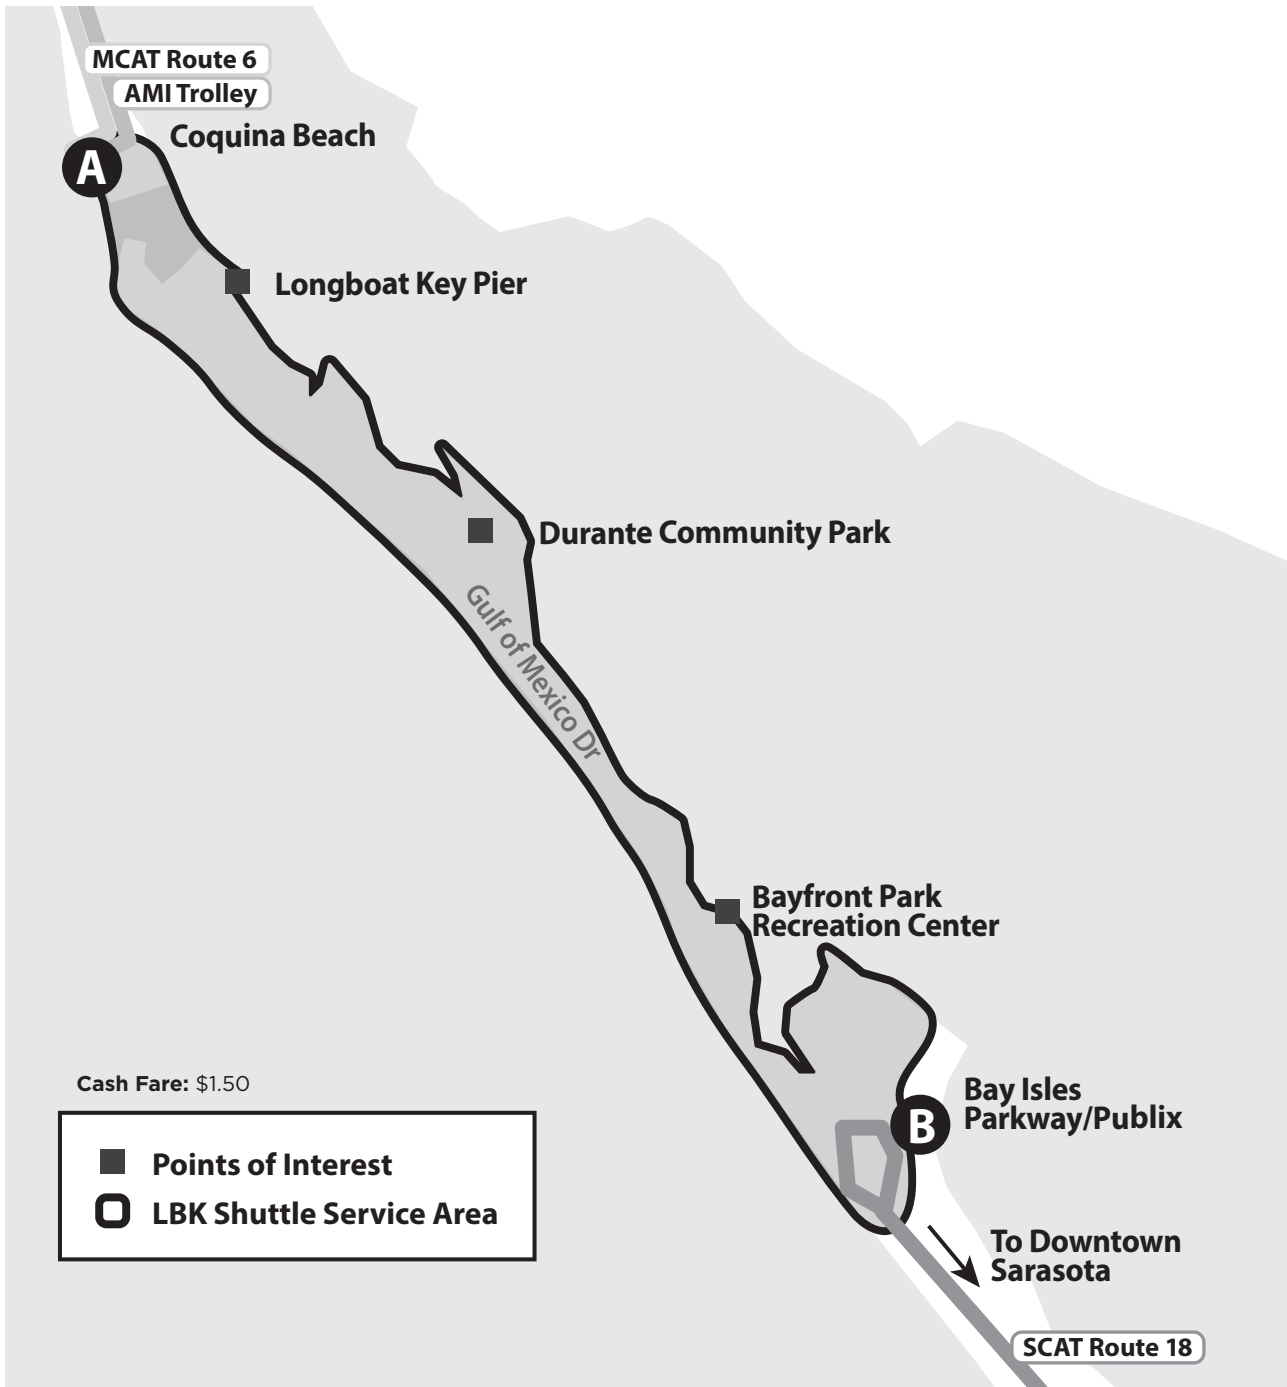 MCAT Route 6
AMI Trolley
Coquina Beach
A
Longboat Key Pier
Durante Community Park
Gulf of Mexico Dr
Bayfront Park
Recreation Center
Cash Fare: $1.50
Bay Isles
Parkway/Publix
B
Points of Interest
LBK Shuttle Service Area
To Downtown
Sarasota
SCAT Route 18